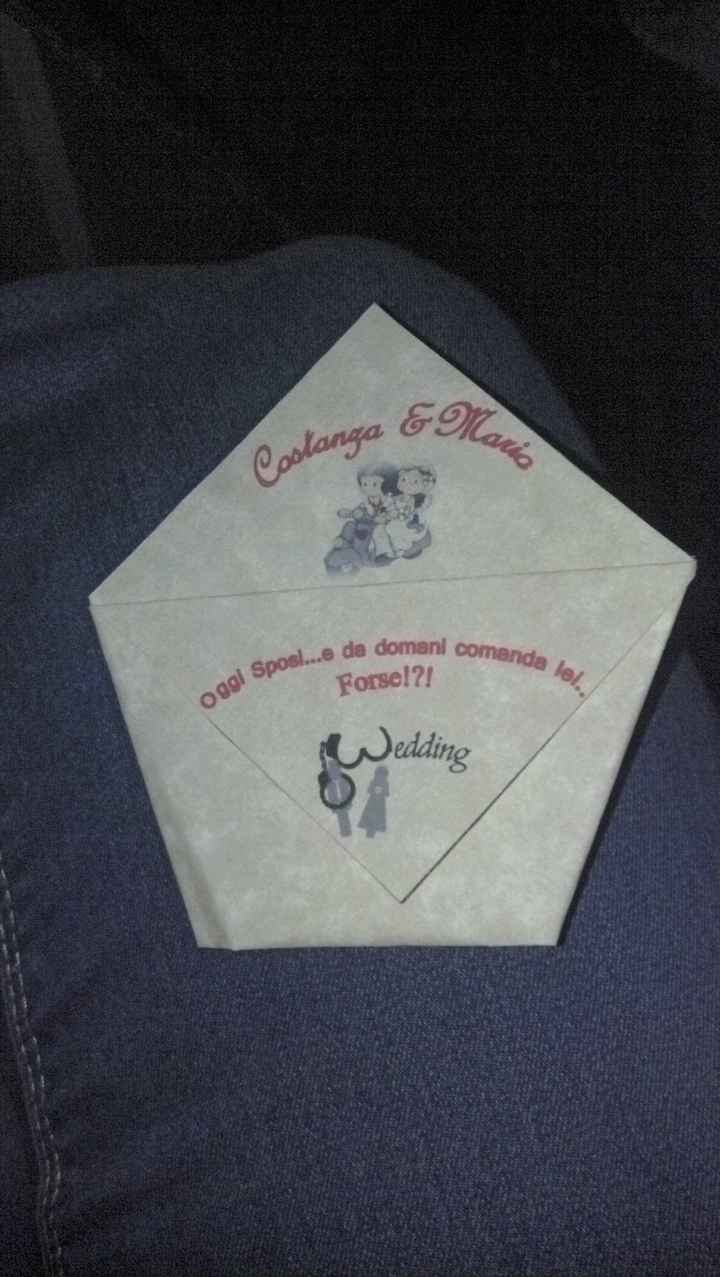 Costanza & Mario
Oggi Sposi...e da domani comanda lei..
Forse!?!
Wedding